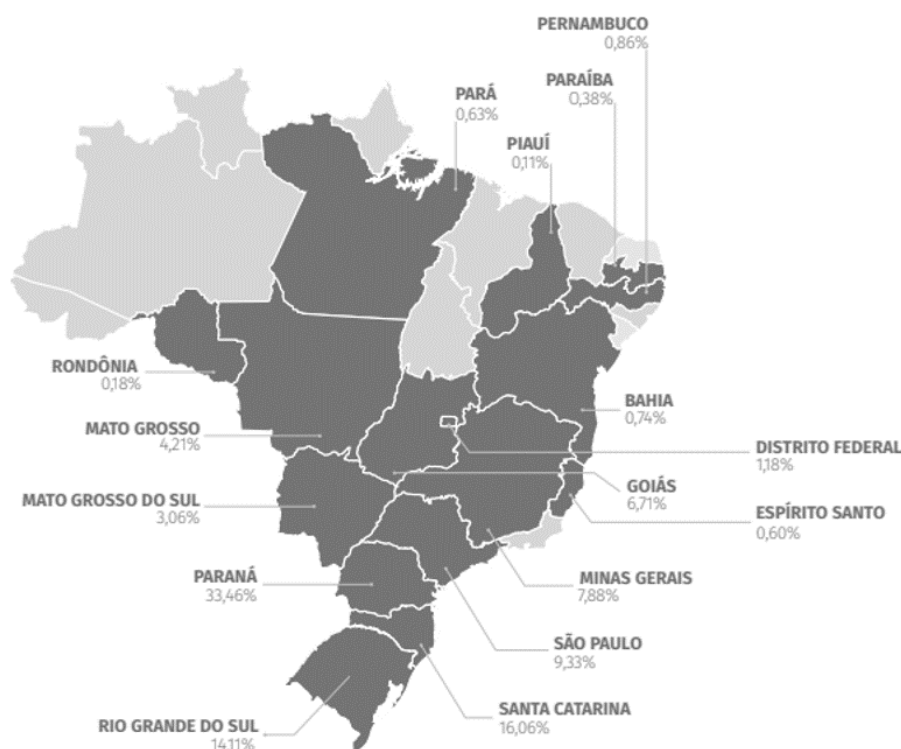 PERNAMBUCO
0,86%
PARAÍBA
0,38%
PARÁ
0,63%
PIAUÍ
0,11%
RONDÔNIA
0,18%
BAHIA
0,74%
MATO GROSSO
4,21%
DISTRITO FEDERAL
1,18%
GOIÁS
6,71%
MATO GROSSO DO SUL
3,06%
ESPÍRITO SANTO
0,60%
PARANÁ
33,46%
MINAS GERAIS
7,88%
SÃO PAULO
9,33%
SANTA CATARINA
16,06%
RIO GRANDE DO SUL
14,11%